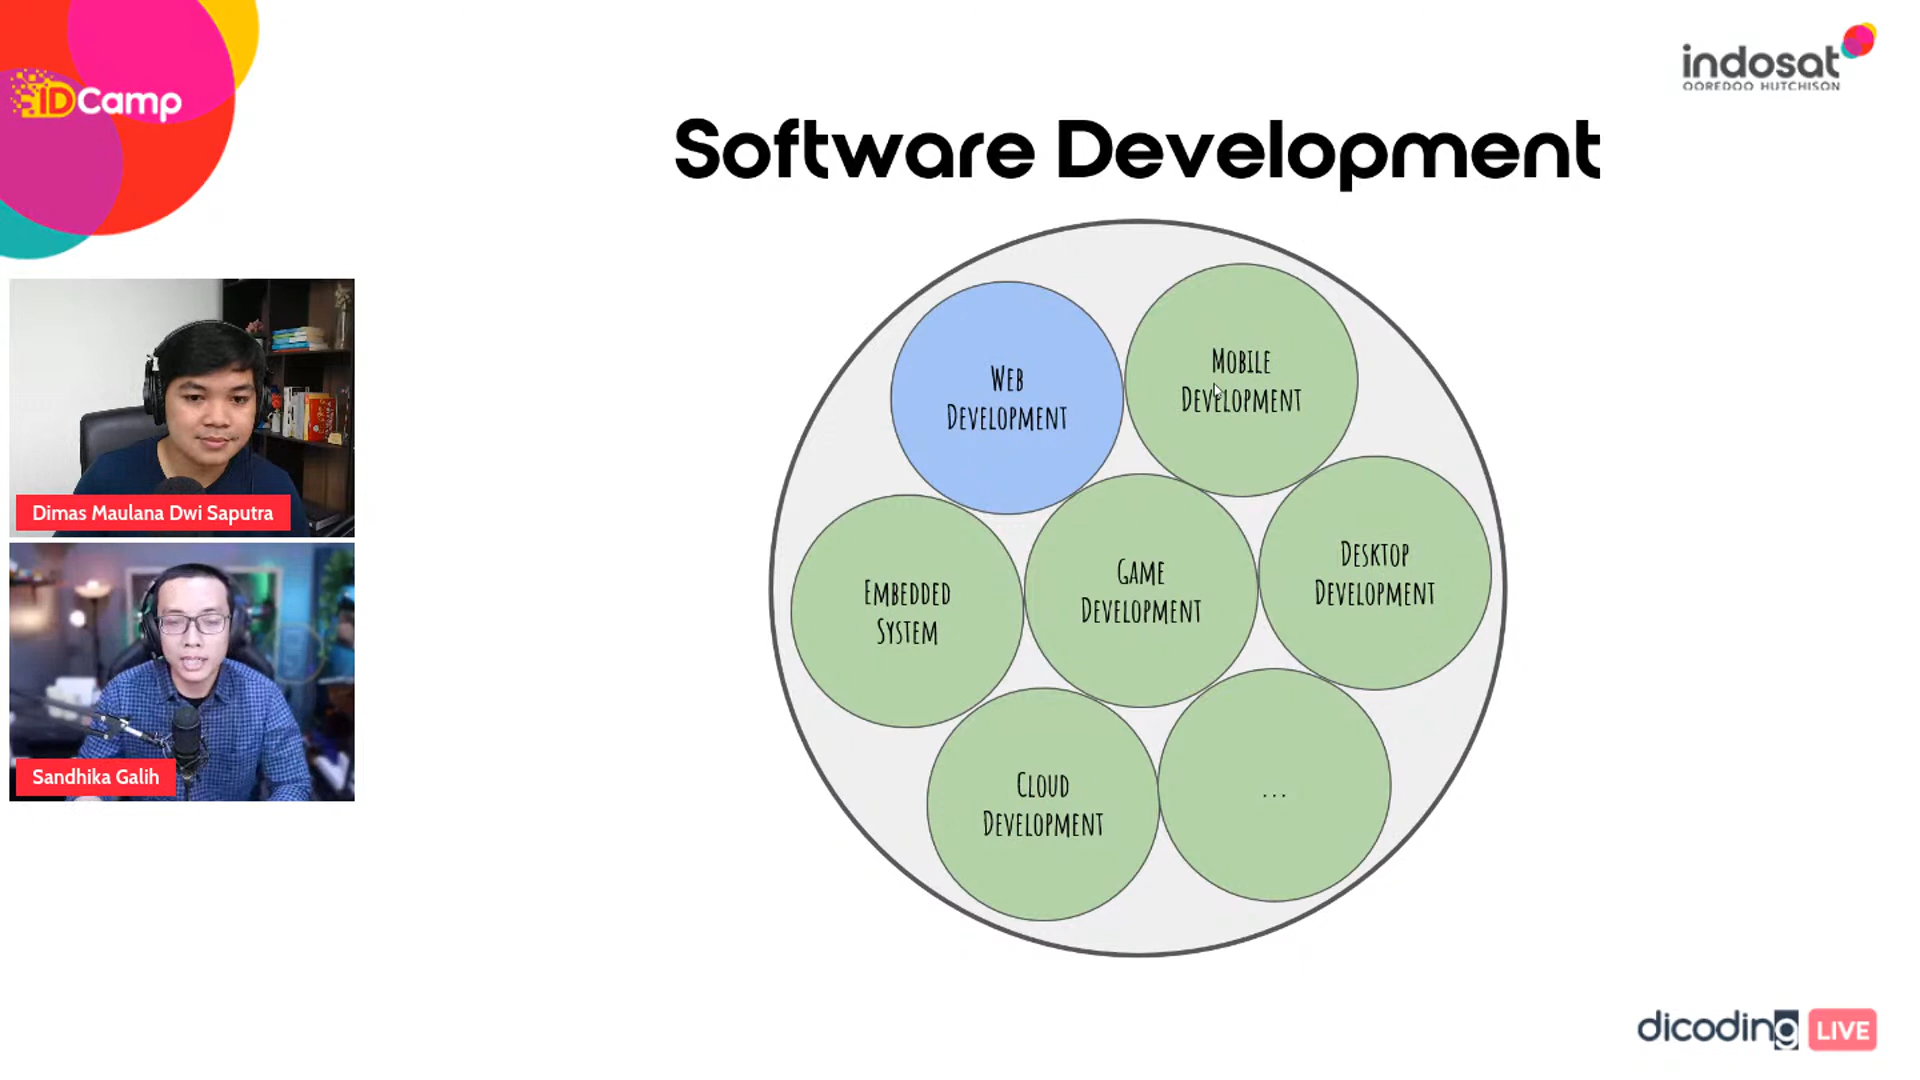 IDCamp
indosat
OOREDOO HUTCHISON
Software Development
Web
Development
Mobile
Development
Embedded
System
Game
Development
Desktop
Development
Cloud
Development
...
Dimas Maulana Dwi Saputra
Sandhika Galih
dicoding LIVE